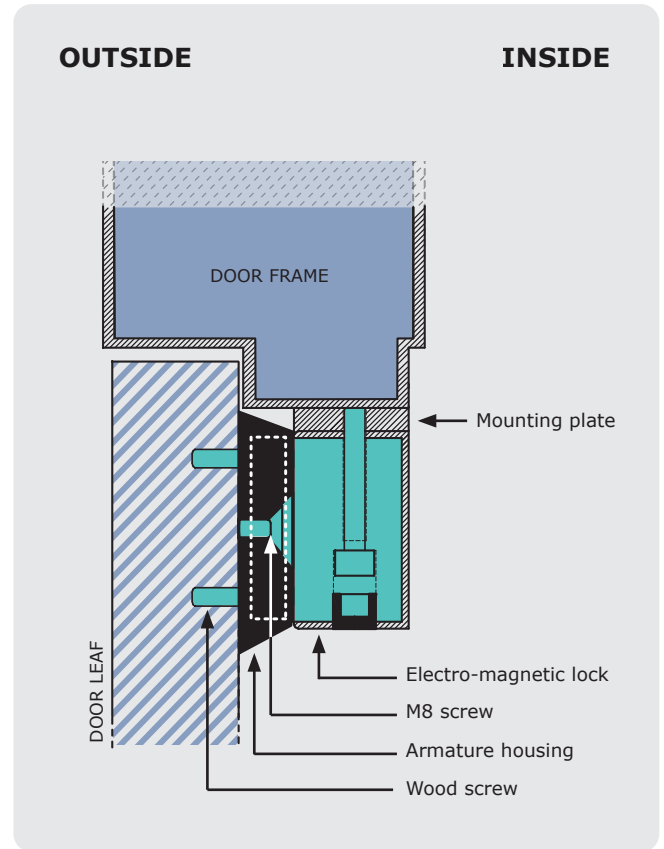 OUTSIDE
INSIDE
DOOR FRAME
Mounting plate
DOOR LEAF
Electro-magnetic lock
M8 screw
Armature housing
Wood screw